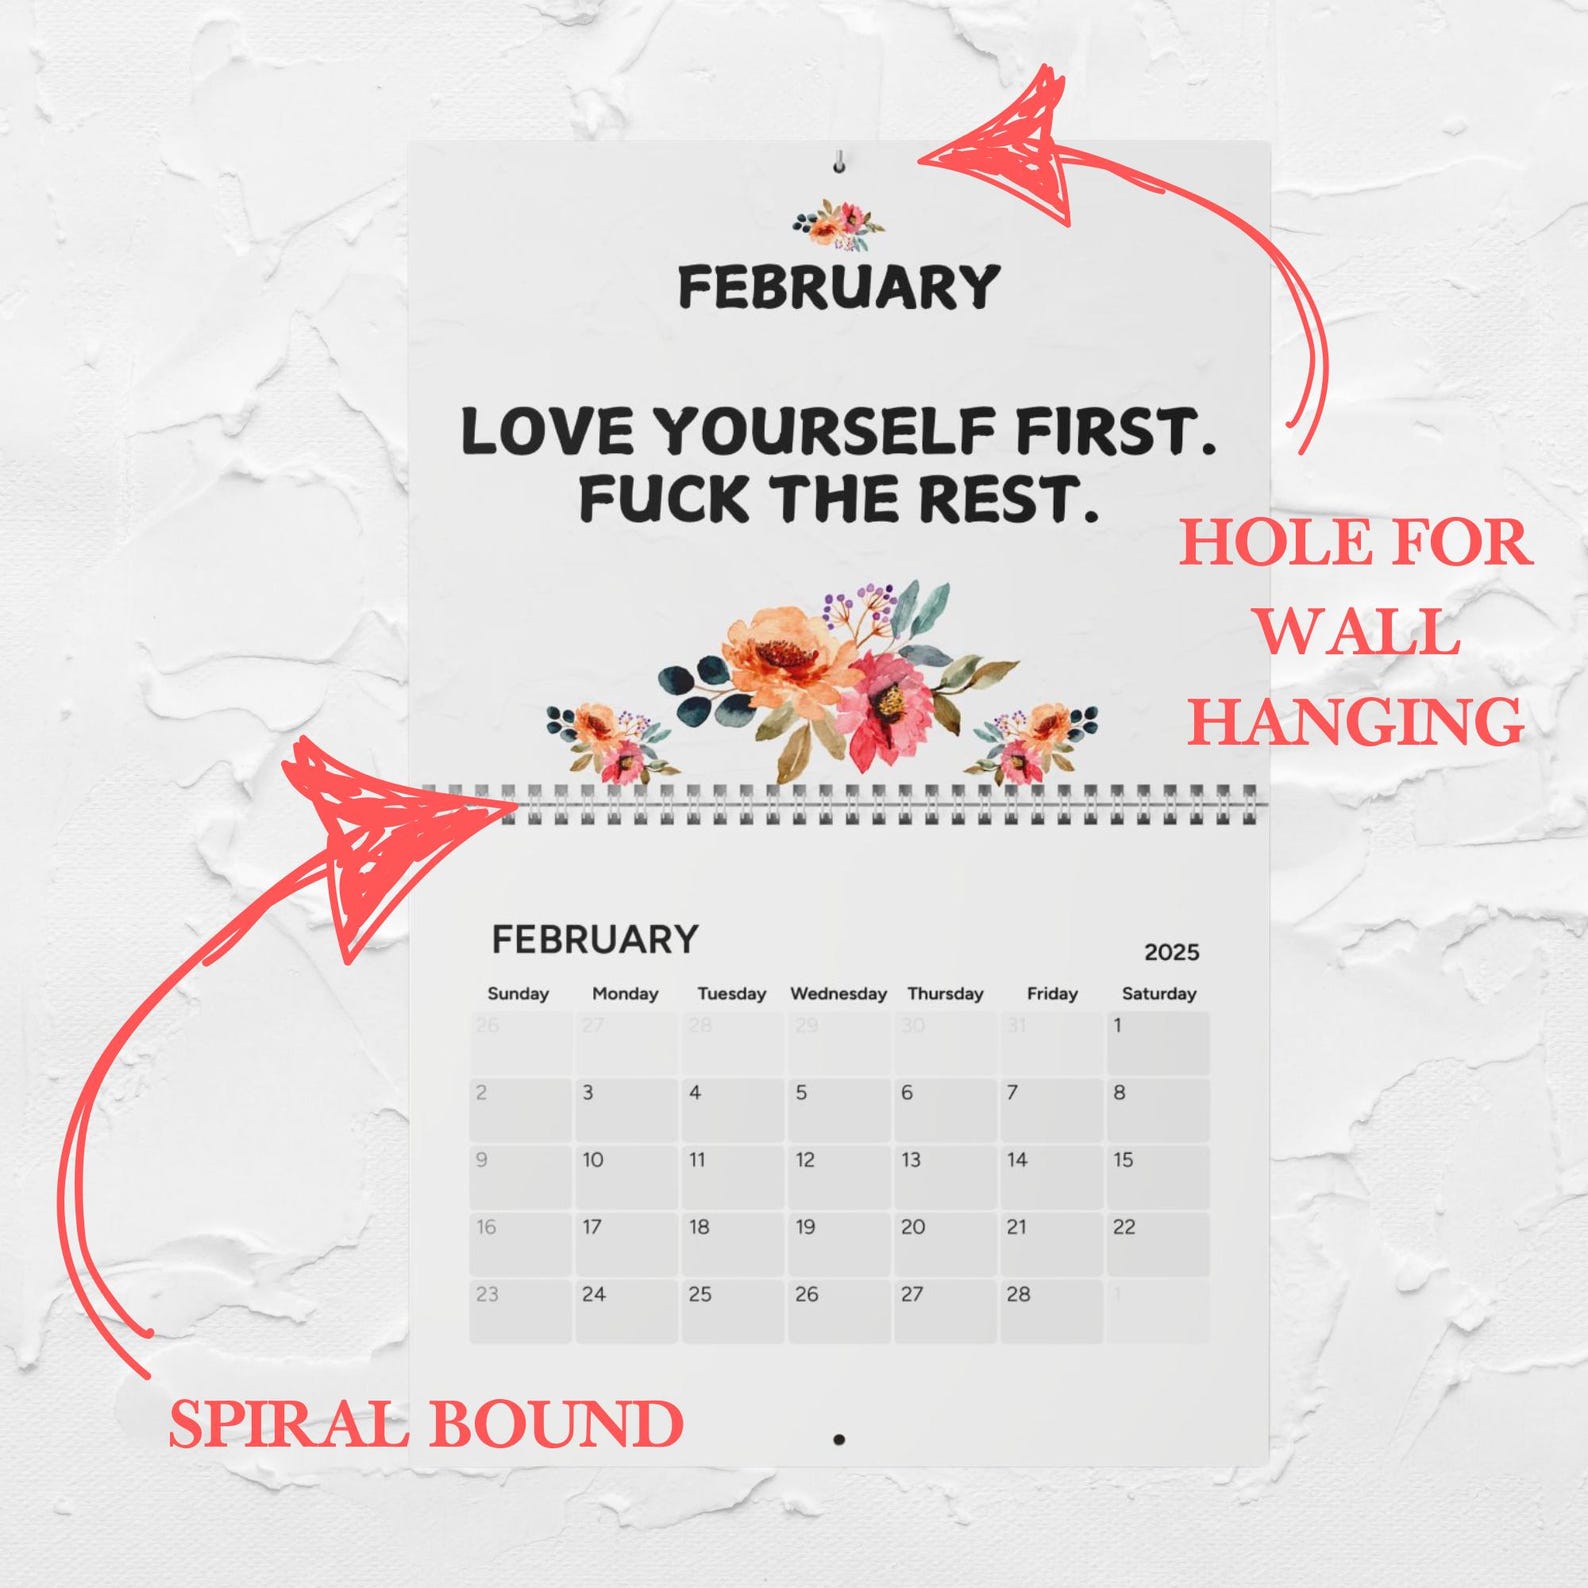 FEBRUARY
LOVE YOURSELF FIRST.
FUCK THE REST.
HOLE FOR
WALL
HANGING
FEBRUARY
2025
Sunday Monday Tuesday Wednesday Thursday Friday Saturday
26 27 28 29 30 31 1
2 3 4 5 6 7 8
9 10 11 12 13 14 15
16 17 18 19 20 21 22
23 24 25 26 27 28 1
SPIRAL BOUND